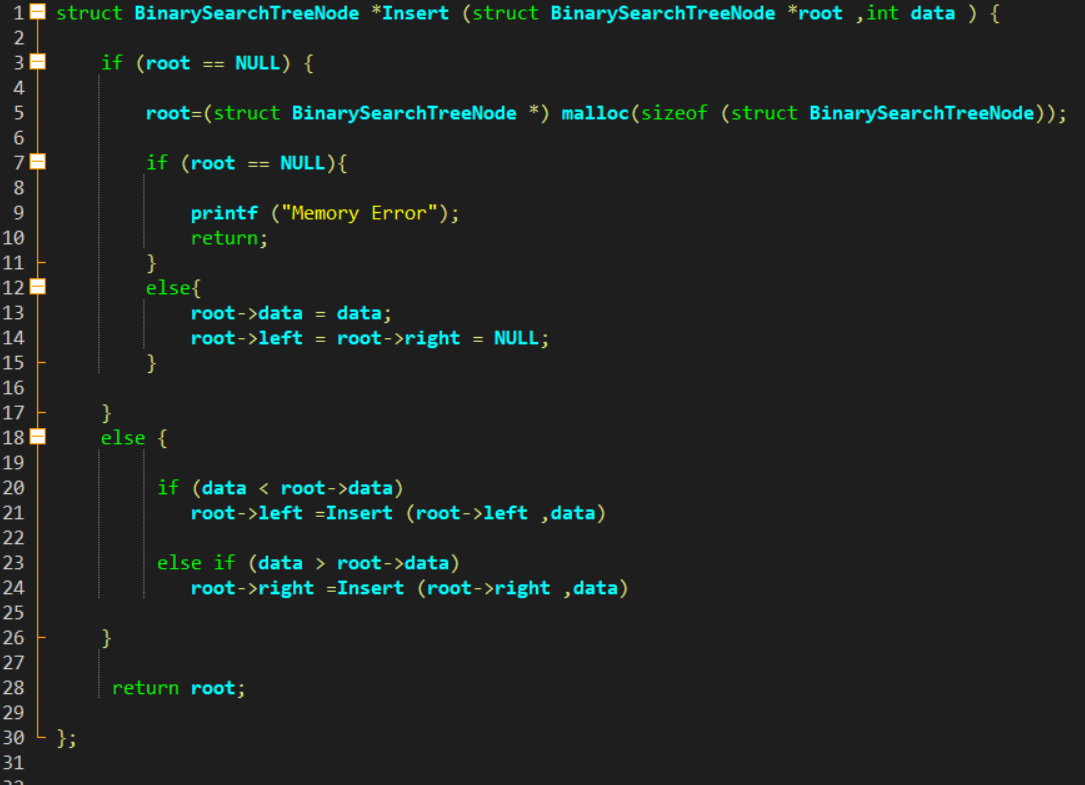 1 struct BinarySearchTreeNode *Insert (struct BinarySearchTreeNode *root ,int data ) {
2
3 if (root == NULL) {
4
5 root=(struct BinarySearchTreeNode *) malloc(sizeof (struct BinarySearchTreeNode));
6
7 if (root == NULL){
8
9 printf ("Memory Error");
10 return;
11 }
12 else{
13 root->data = data;
14 root->left = root->right = NULL;
15 }
16
17 }
18 else {
19
20 if (data < root->data)
21 root->left =Insert (root->left ,data)
22
23 else if (data > root->data)
24 root->right =Insert (root->right ,data)
25
26 }
27
28 return root;
29
30 };
31